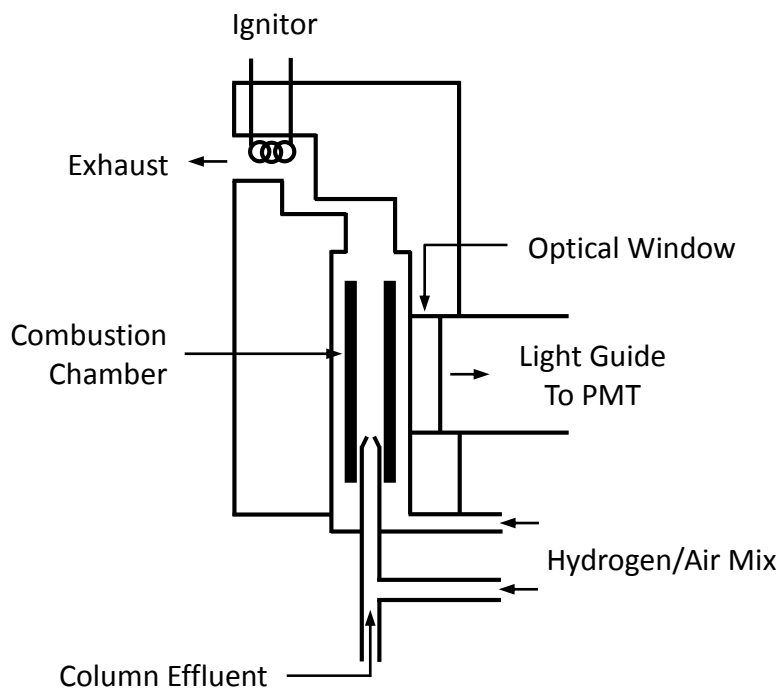 Ignitor
Exhaust
Optical Window
Combustion
Chamber
Light Guide
To PMT
Hydrogen/Air Mix
Column Effluent